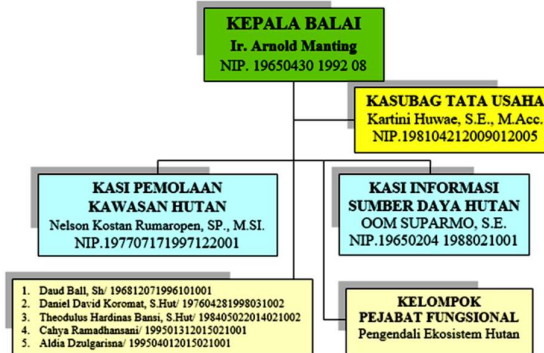 KEPALA BALAI
Ir. Arnold Manting
NIP. 19650430 1992 08
KASUBAG TATA USAHA
Kartini Huwae, S.E., M.Acc.
NIP.198104212009012005
KASI PEMOLAAN
KAWASAN HUTAN
Nelson Kostan Rumaropen, SP., M.SI.
NIP.197707171997122001
KASI INFORMASI
SUMBER DAYA HUTAN
OOM SUPARMO, S.E.
NIP.19650204 1988021001
1. Daud Ball, Sh/ 196812071996101001
2. Daniel David Koromat, S.Hut/ 197604281998031002
3. Theodulus Hardinas Bansi, S.Hut/ 198405022014021002
4. Cahya Ramadhansani/ 199501312015021001
5. Aldia Dzulgarisna/ 199504012015021001
KELOMPOK
PEJABAT FUNGSIONAL
Pengendali Ekosistem Hutan